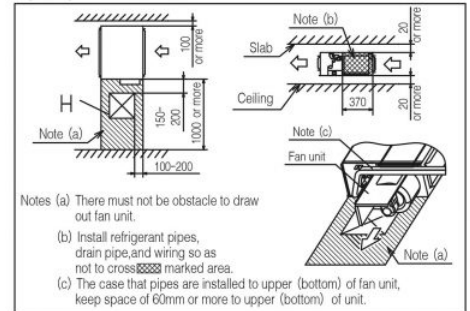 Note (b)
20
or more
100
or more
Slab
Ceiling
370
20
or more
H
Note (a)
150-
200
1000 or more
100-200
Note (c)
Fan unit
Note (a)
Notes (a) There must not be obstacle to draw
out fan unit.
(b) Install refrigerant pipes,
drain pipe,and wiring so as
not to cross marked area.
(c) The case that pipes are installed to upper (bottom) of fan unit,
keep space of 60mm or more to upper (bottom) of unit.